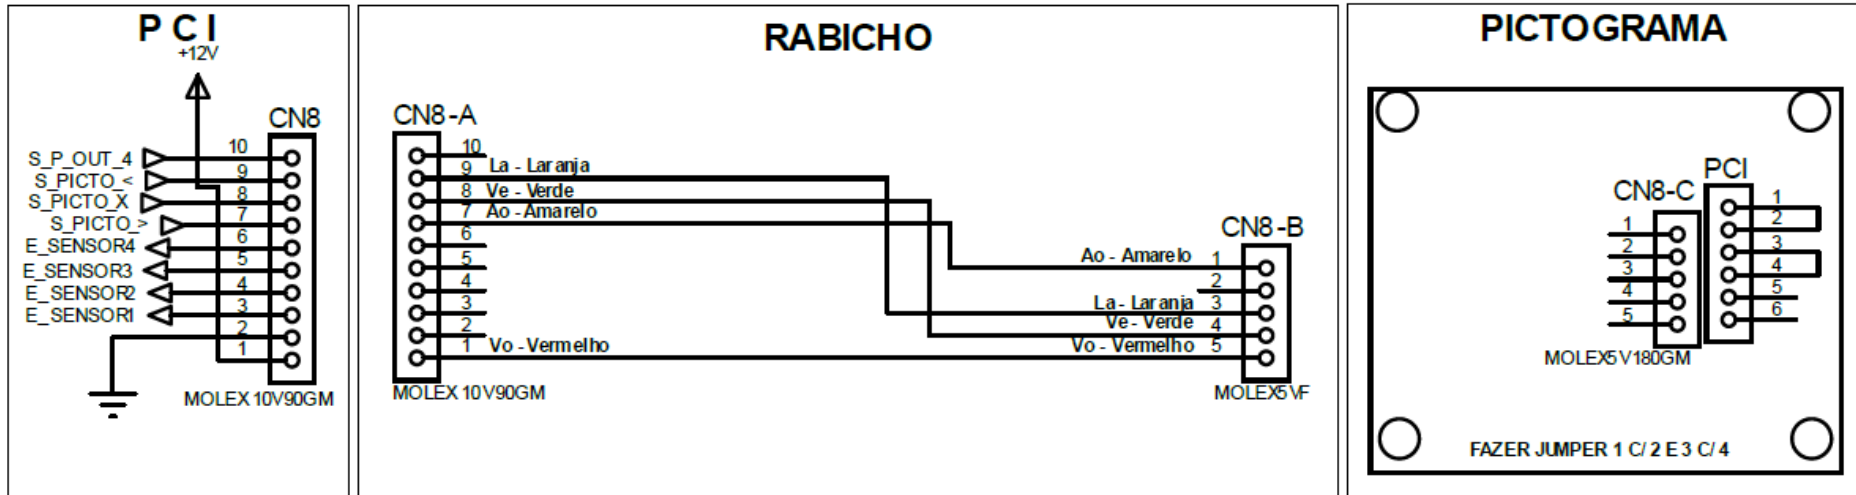 PCI
+12V
CN8
S_P_OUT_4 10
S_PICTO_< 9
S_PICTO_X 8
S_PICTO_> 7
E_SENSOR4 6
E_SENSOR3 5
E_SENSOR2 4
E_SENSOR1 3
2
1
MOLEX 10V90GM
RABICHO
CN8-A
10
9 La - Laranja
8 Ve - Verde
7 Ao - Amarelo
6
5
4
3
2
1 Vo - Vermelho
MOLEX 10V90GM
CN8-B
Ao - Amarelo 1
2
La - Laranja 3
Ve - Verde 4
Vo - Vermelho 5
MOLEX5VF
PICTOGRAMA
CN8-C
1
2
3
4
5
MOLEX5V180GM
PCI
1
2
3
4
5
6
FAZER JUMPER 1 C/ 2 E 3 C/ 4